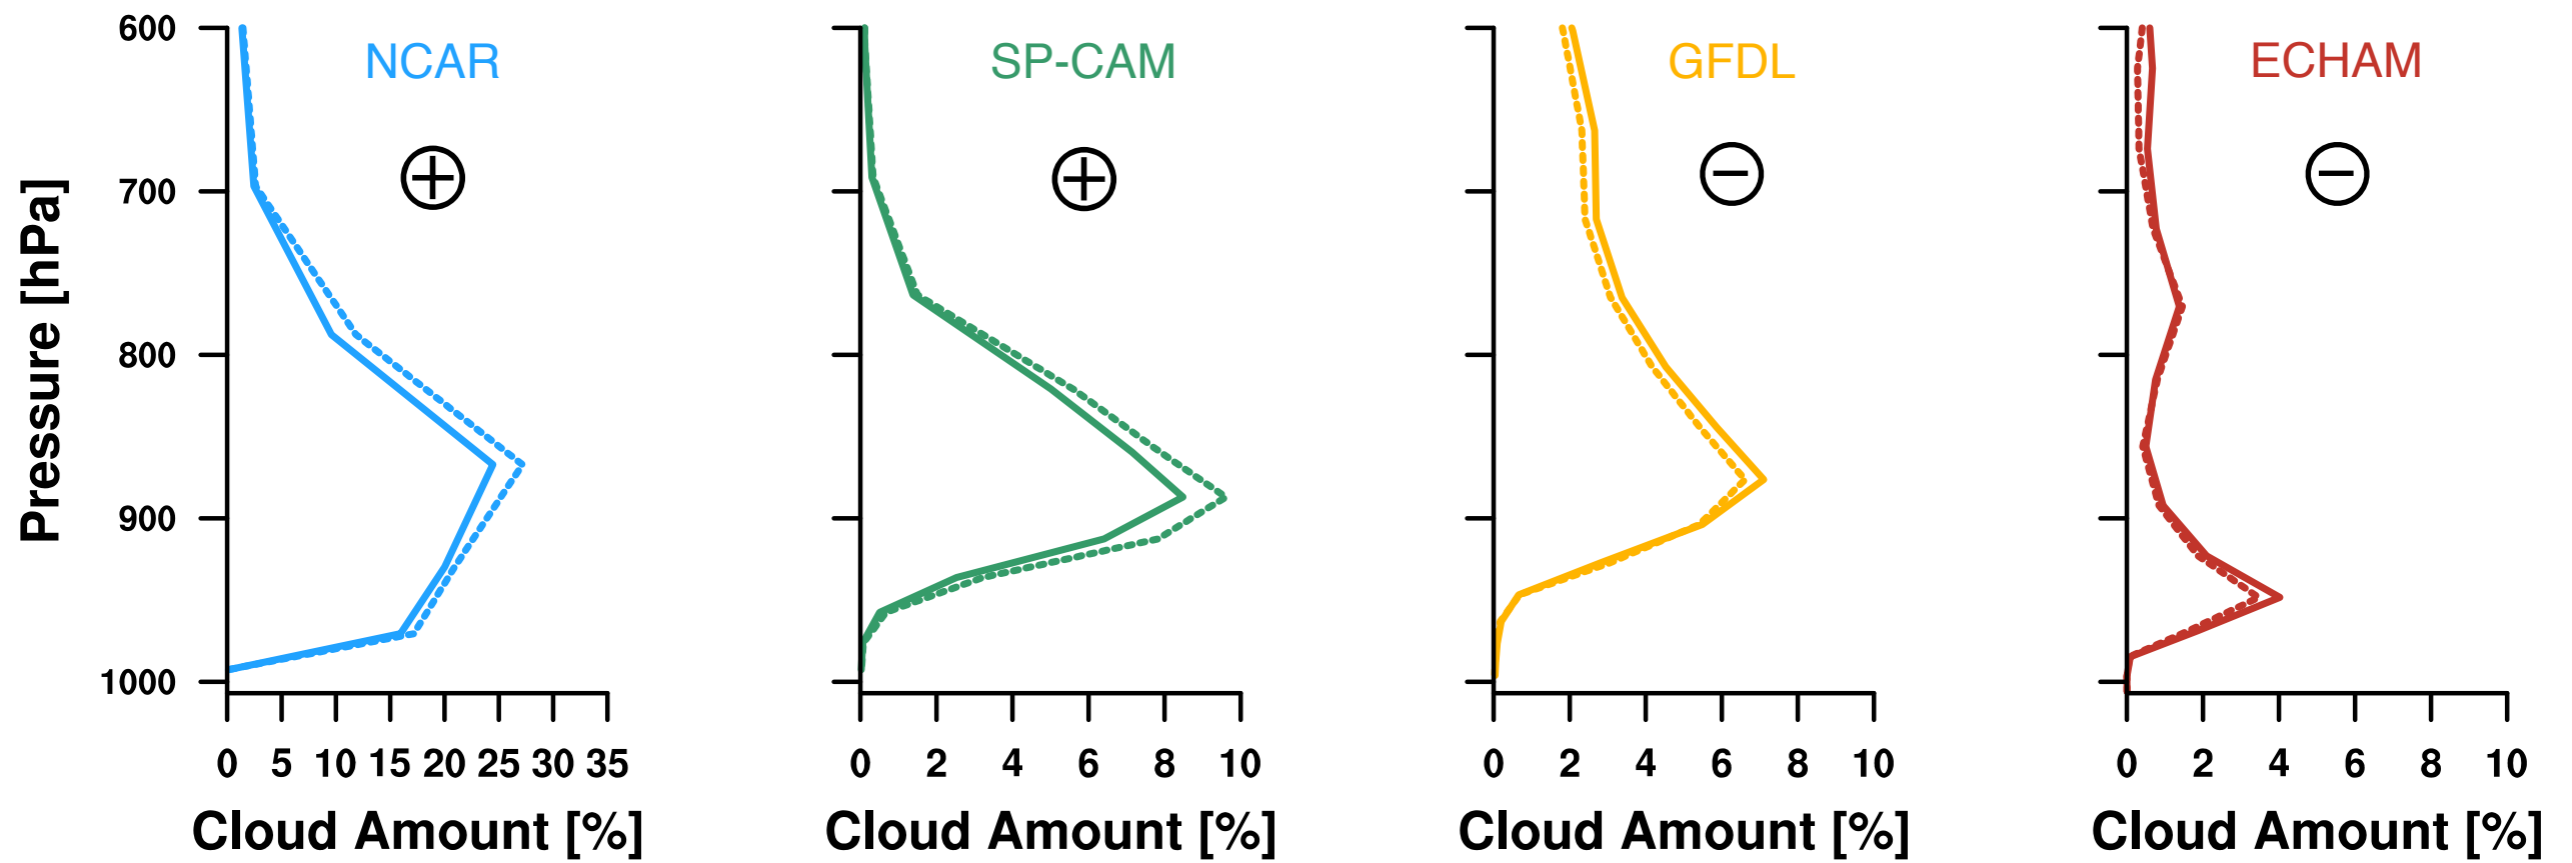 NCAR
SP-CAM
GFDL
ECHAM
+
+
−
−
Pressure [hPa]
600
700
800
900
1000
0 5 10 15 20 25 30 35
0 2 4 6 8 10
0 2 4 6 8 10
0 2 4 6 8 10
Cloud Amount [%]
Cloud Amount [%]
Cloud Amount [%]
Cloud Amount [%]